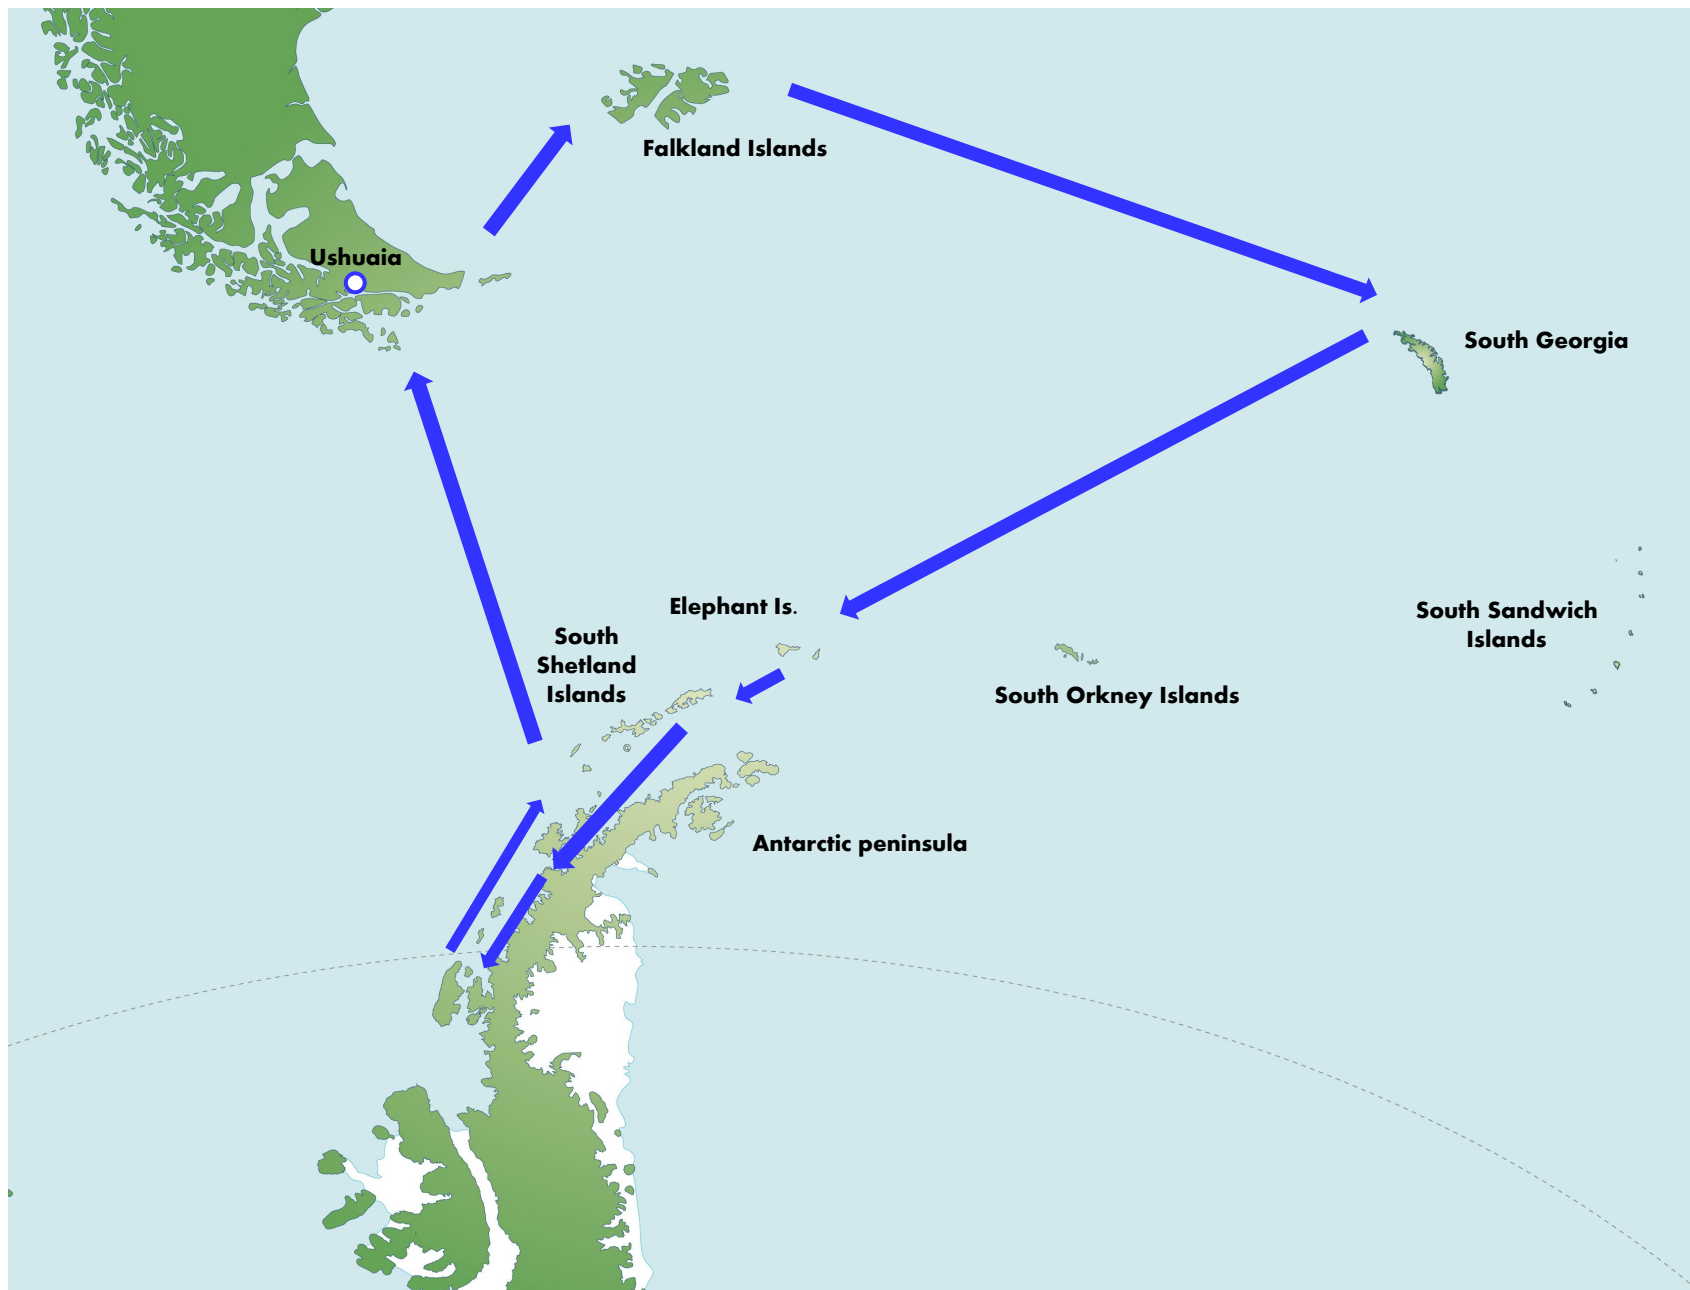 Falkland Islands
Ushuaia
South Georgia
Elephant Is.
South Sandwich
Islands
South
Shetland
Islands
South Orkney Islands
Antarctic peninsula